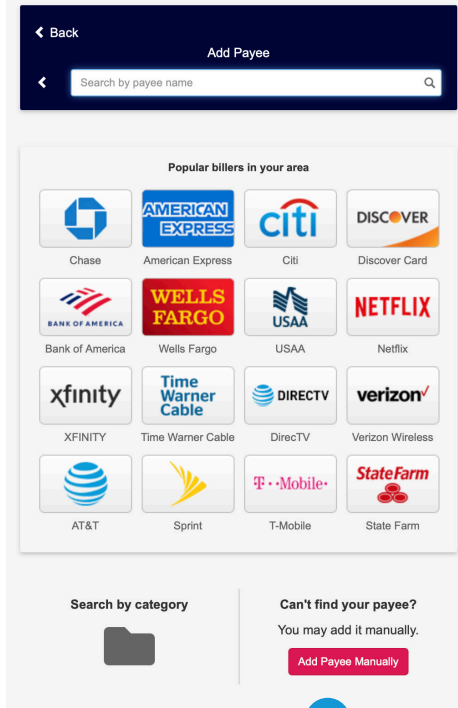 Back
Add Payee
Search by payee name
Popular billers in your area
AMERICAN
EXPRESS
citi
DISCOVER
Chase
American Express
Citi
Discover Card
BANK OF AMERICA
WELLS
FARGO
USAA
NETFLIX
Bank of America
Wells Fargo
USAA
Netflix
xfinity
Time
Warner
Cable
DIRECTV
verizon
XFINITY
Time Warner Cable
DirecTV
Verizon Wireless
T-Mobile
State Farm
AT&T
Sprint
T-Mobile
State Farm
Search by category
Can't find your payee?
You may add it manually.
Add Payee Manually